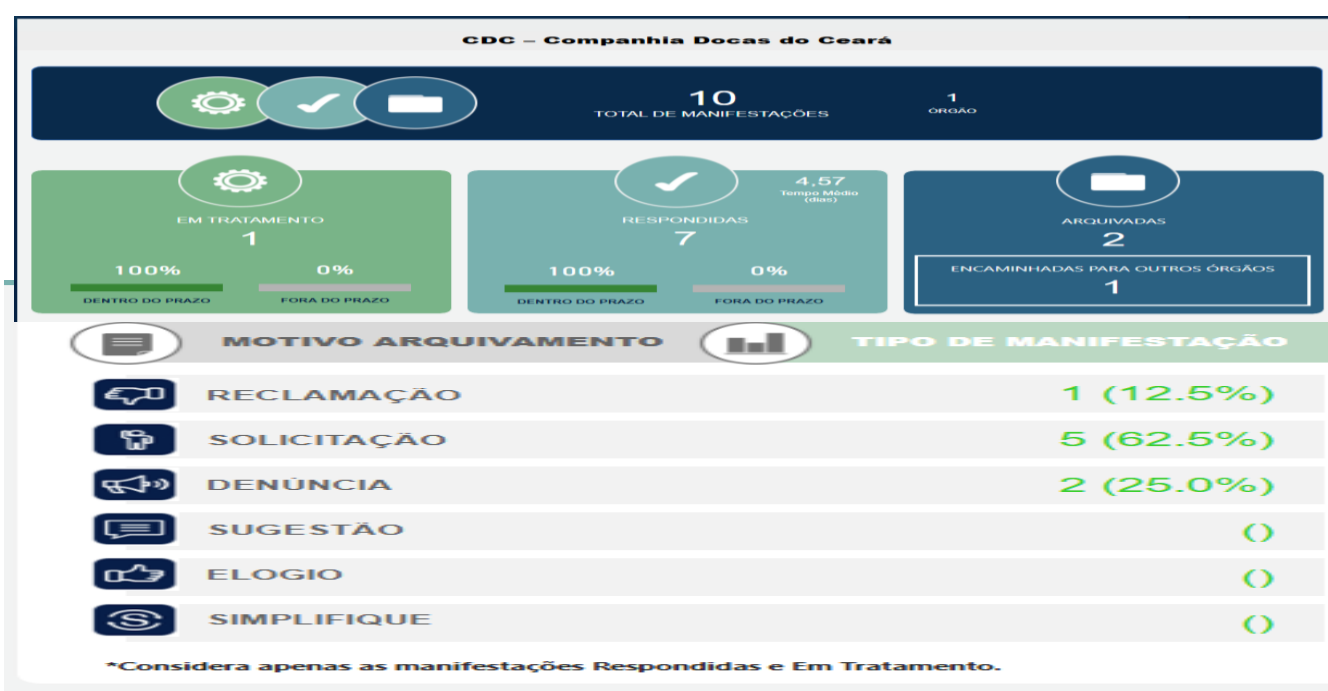 CDC – Companhia Docas do Ceará
10
TOTAL DE MANIFESTAÇÕES
1
ORGÃO
EM TRATAMENTO
1
100%
0%
DENTRO DO PRAZO
FORA DO PRAZO
4,57
Tempo Médio
(dias)
RESPONDIDAS
7
100%
0%
DENTRO DO PRAZO
FORA DO PRAZO
ARQUIVADAS
2
ENCAMINHADAS PARA OUTROS ÓRGÃOS
1
MOTIVO ARQUIVAMENTO
TIPO DE MANIFESTAÇÃO
RECLAMAÇÃO 1 (12.5%)
SOLICITAÇÃO 5 (62.5%)
DENÚNCIA 2 (25.0%)
SUGESTÃO ()
ELOGIO ()
SIMPLIFIQUE ()
*Considera apenas as manifestações Respondidas e Em Tratamento.